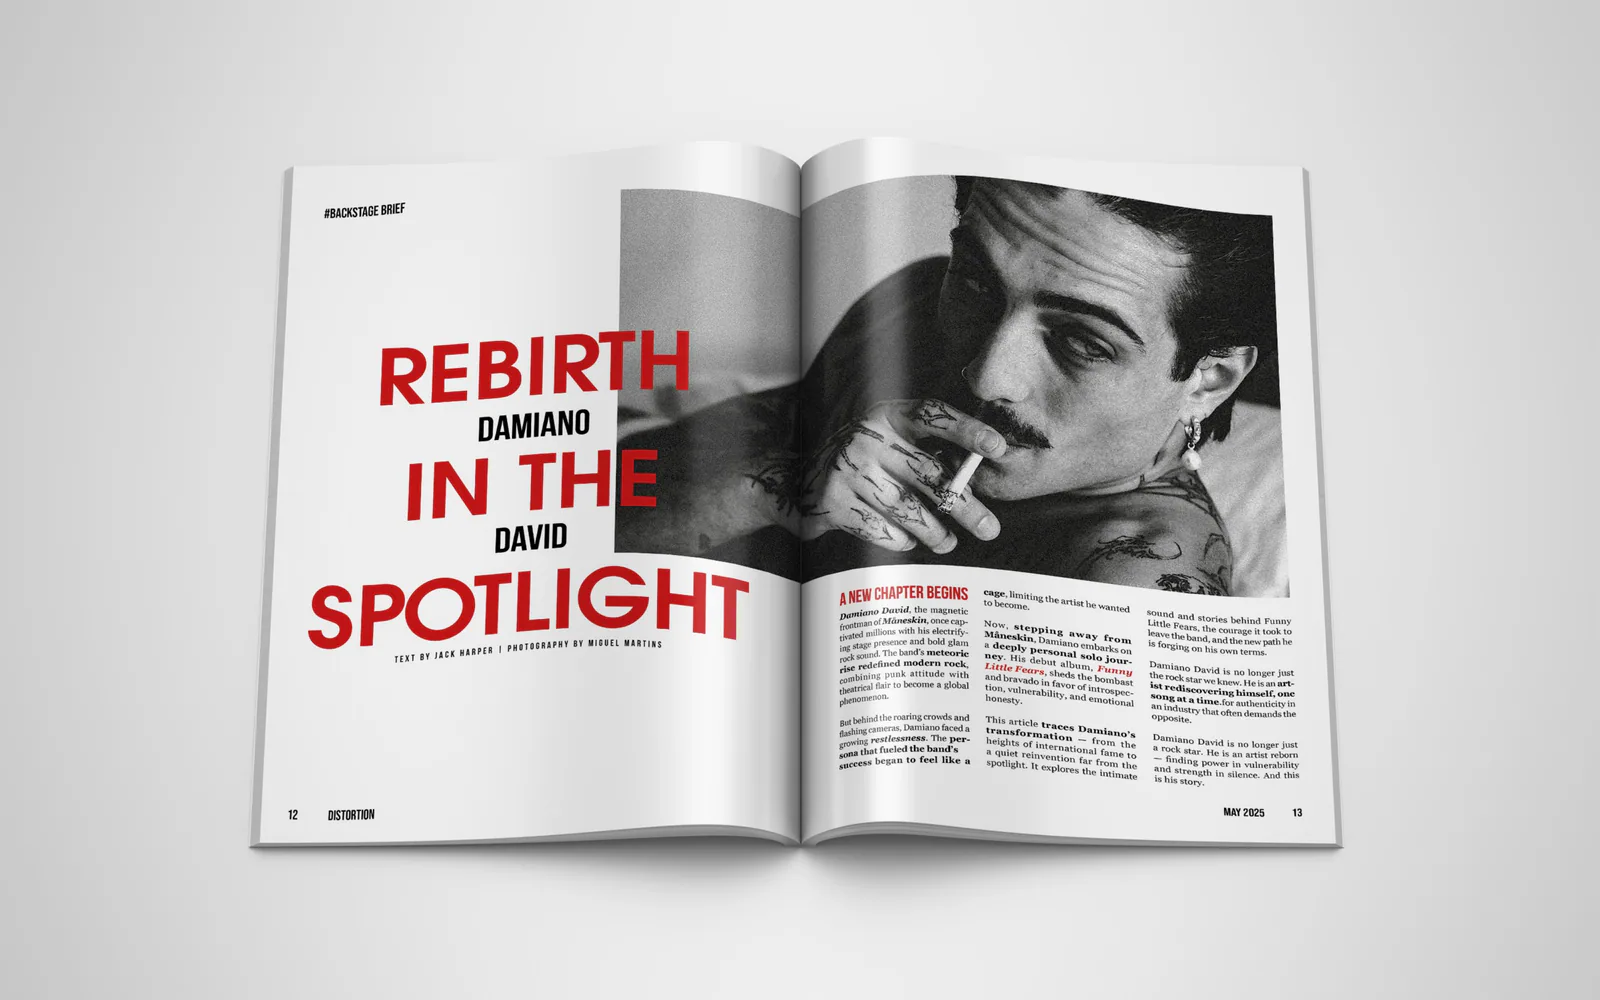 #BACKSTAGE BRIEF
REBIRTH
DAMIANO
IN THE
DAVID
SPOTLIGHT
TEXT BY JACK HARPER | PHOTOGRAPHY BY MIGUEL MARTINS
12
DISTORTION
A NEW CHAPTER BEGINS
Damiano David, the magnetic
frontman of Måneskin, once cap-
tivated millions with his electrify-
ing stage presence and bold glam
rock sound. The band's meteoric
rise redefined modern rock,
combining punk attitude with
theatrical flair to become a global
phenomenon.
But behind the roaring crowds and
flashing cameras, Damiano faced a
growing restlessness. The per-
sona that fueled the band's
success began to feel like a
cage, limiting the artist he wanted
to become.
Now, stepping away from
Måneskin, Damiano embarks on
a deeply personal solo jour-
ney. His debut album, Funny
Little Fears, sheds the bombast
and bravado in favor of introspec-
tion, vulnerability, and emotional
honesty.
This article traces Damiano's
transformation — from the
heights of international fame to
a quiet reinvention far from the
spotlight. It explores the intimate
sound and stories behind Funny
Little Fears, the courage it took to
leave the band, and the new path he
is forging on his own terms.
Damiano David is no longer just
the rock star we knew. He is an art-
ist rediscovering himself, one
song at a time.for authenticity in
an industry that often demands the
opposite.
Damiano David is no longer just
a rock star. He is an artist reborn
— finding power in vulnerability
and strength in silence. And this
is his story.
MAY 2025
13